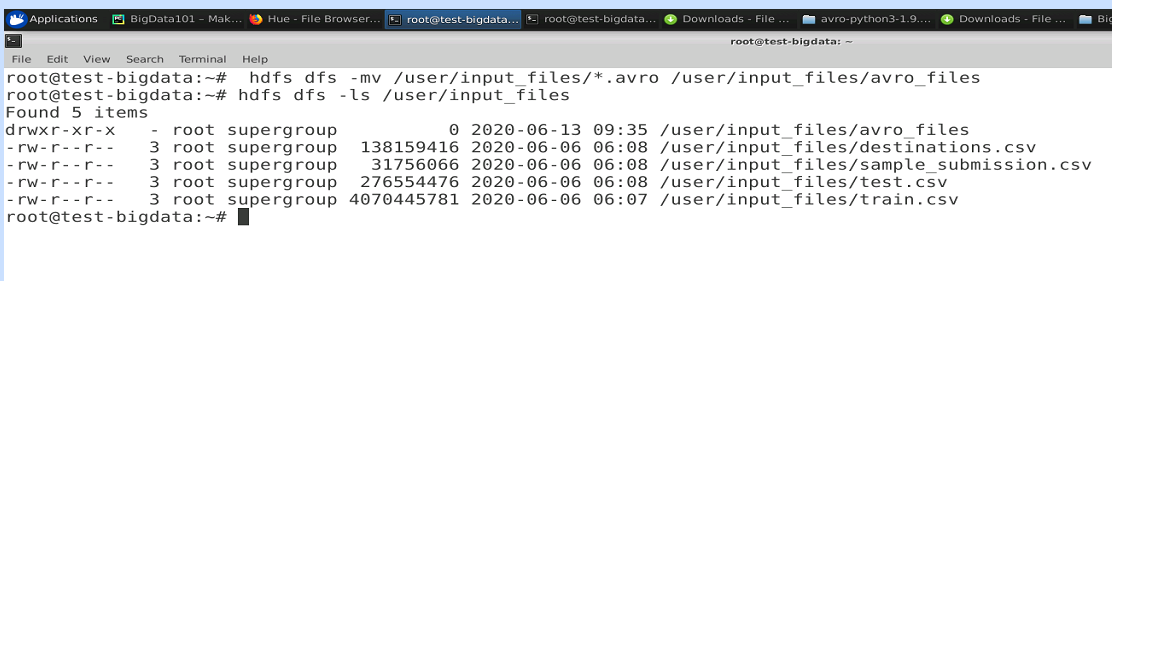 Applications BigData101 – Mak... Hue - File Browser... root@test-bigdata... root@test-bigdata... Downloads - File ... avro-python3-1.9.... Downloads - File ... Big
root@test-bigdata: ~
File Edit View Search Terminal Help
root@test-bigdata:~#  hdfs dfs -mv /user/input_files/*.avro /user/input_files/avro_files
root@test-bigdata:~# hdfs dfs -ls /user/input_files
Found 5 items
drwxr-xr-x   - root supergroup          0 2020-06-13 09:35 /user/input_files/avro_files
-rw-r--r--   3 root supergroup  138159416 2020-06-06 06:08 /user/input_files/destinations.csv
-rw-r--r--   3 root supergroup   31756066 2020-06-06 06:08 /user/input_files/sample_submission.csv
-rw-r--r--   3 root supergroup  276554476 2020-06-06 06:08 /user/input_files/test.csv
-rw-r--r--   3 root supergroup 4070445781 2020-06-06 06:07 /user/input_files/train.csv
root@test-bigdata:~#